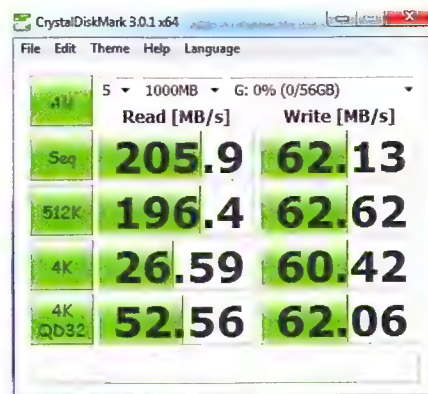 CrystalDiskMark 3.0.1 x64
File Edit Theme Help Language
All 5 1000MB G: 0% (0/56GB)
Read [MB/s] Write [MB/s]
Seq 205.9 62.13
512K 196.4 62.62
4K 26.59 60.42
4K QD32 52.56 62.06